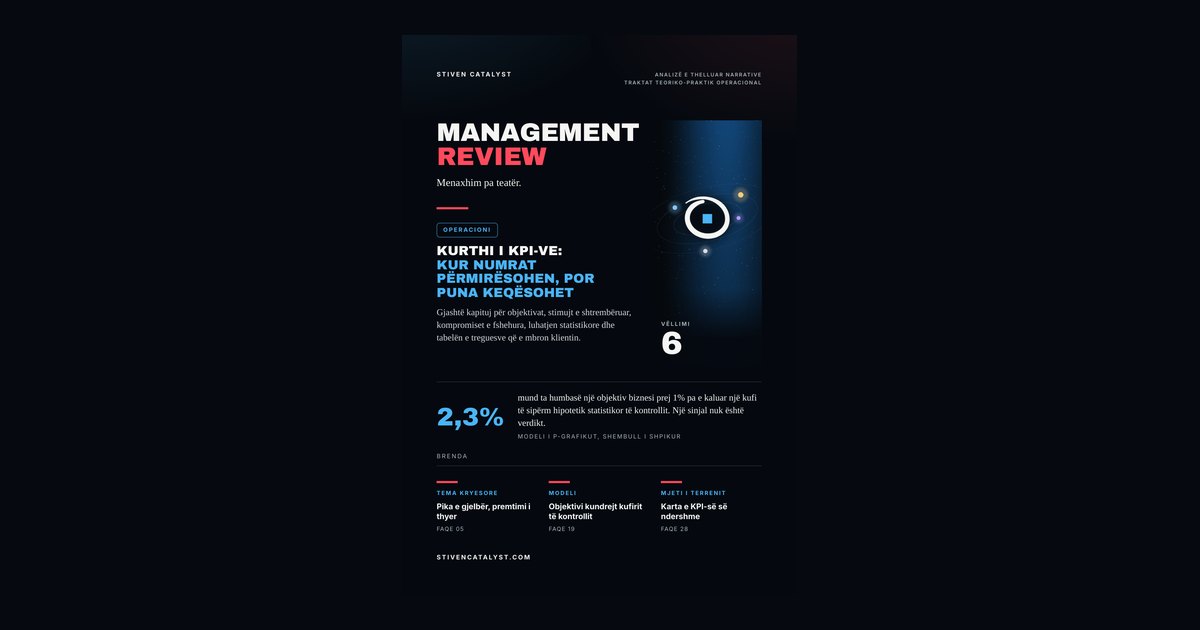 STIVEN CATALYST
ANALIZË E THELLUAR NARRATIVE
TRAKTAT TEORIKO-PRAKTIK OPERACIONAL
MANAGEMENT
REVIEW
Menaxhim pa teatër.
OPERACIONI
KURTHI I KPI-VE:
KUR NUMRAT
PËRMIRËSOHEN, POR
PUNA KEQËSOHET
Gjashtë kapituj për objektivat, stimujt e shtrembëruar,
kompromiset e fshehura, luhatjen statistikore dhe
tabelën e treguesve që e mbron klientin.
VËLLIMI
6
2,3%
mund ta humbasë një objektiv biznesi prej 1% pa e kaluar një kufi
të sipërm hipotetik statistikor të kontrollit. Një sinjal nuk është
verdikt.
MODELI I P-GRAFIKUT, SHEMBULL I SHPIKUR
BRENDA
TEMA KRYESORE
Pika e gjelbër, premtimi i
thyer
FAQE 05
MODELI
Objektivi kundrejt kufirit
të kontrollit
FAQE 19
MJETI I TERRENIT
Karta e KPI-së së
ndershme
FAQE 28
STIVENCATALYST.COM